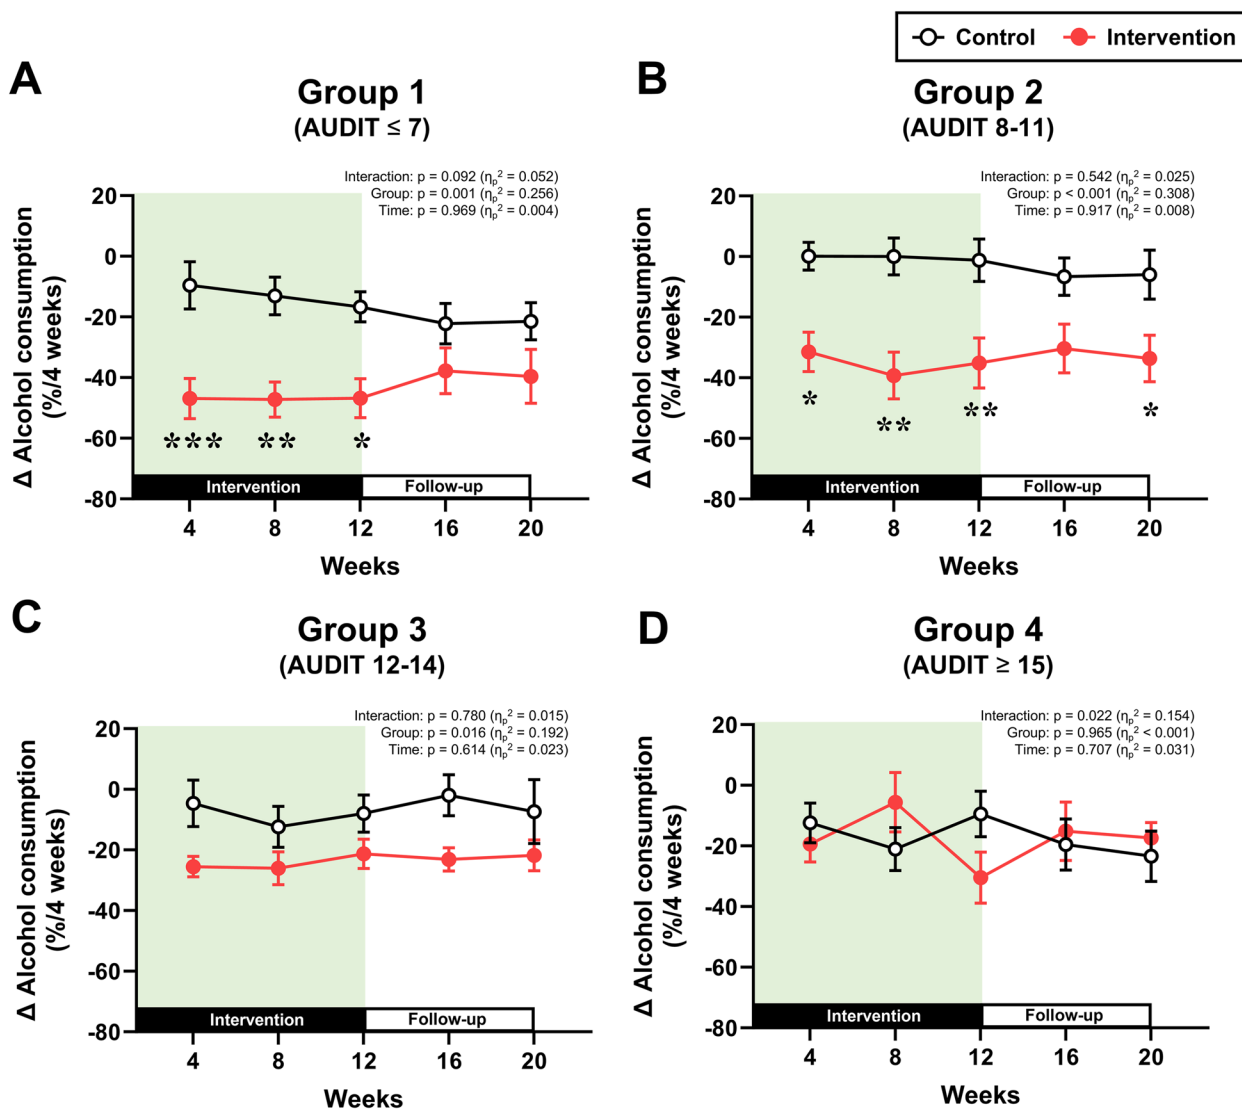 Control Intervention
A
Group 1
(AUDIT ≤ 7)
Interaction: p = 0.092 (ηp² = 0.052)
Group: p = 0.001 (ηp² = 0.256)
Time: p = 0.969 (ηp² = 0.004)
Δ Alcohol consumption
(%/4 weeks)
20
0
-20
-40
-60
-80
*** ** *
Intervention Follow-up
4 8 12 16 20
Weeks
B
Group 2
(AUDIT 8-11)
Interaction: p = 0.542 (ηp² = 0.025)
Group: p < 0.001 (ηp² = 0.308)
Time: p = 0.917 (ηp² = 0.008)
Δ Alcohol consumption
(%/4 weeks)
20
0
-20
-40
-60
-80
* ** ** *
Intervention Follow-up
4 8 12 16 20
Weeks
C
Group 3
(AUDIT 12-14)
Interaction: p = 0.780 (ηp² = 0.015)
Group: p = 0.016 (ηp² = 0.192)
Time: p = 0.614 (ηp² = 0.023)
Δ Alcohol consumption
(%/4 weeks)
20
0
-20
-40
-60
-80
Intervention Follow-up
4 8 12 16 20
Weeks
D
Group 4
(AUDIT ≥ 15)
Interaction: p = 0.022 (ηp² = 0.154)
Group: p = 0.965 (ηp² < 0.001)
Time: p = 0.707 (ηp² = 0.031)
Δ Alcohol consumption
(%/4 weeks)
20
0
-20
-40
-60
-80
Intervention Follow-up
4 8 12 16 20
Weeks